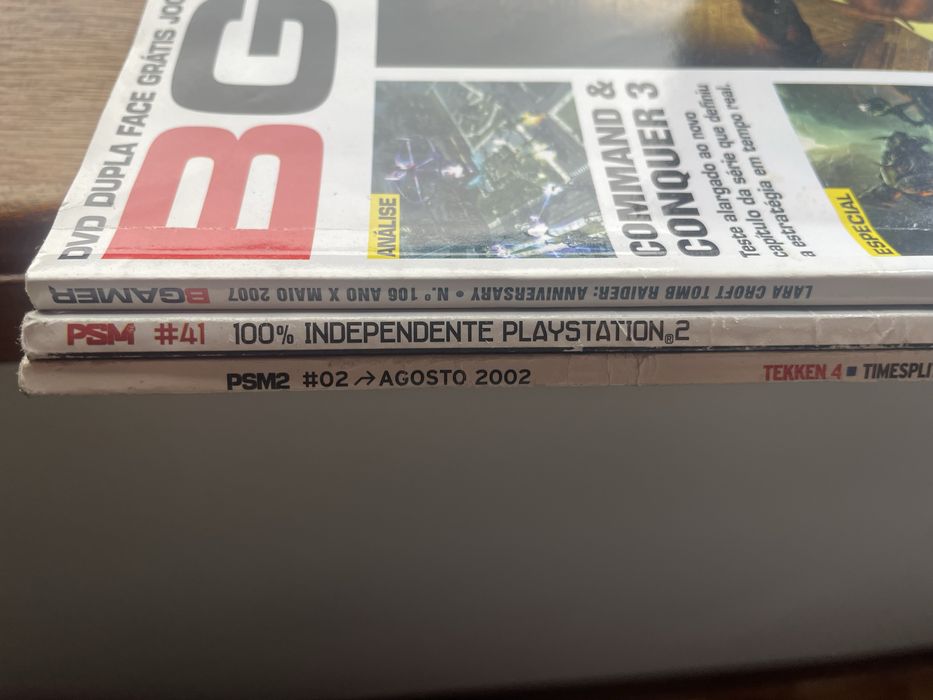 DVD DUPLA FACE GRÁTIS
BG
ANÁLISE
COMMAND &
CONQUER 3
Teste alargado ao novo
capítulo da série que definiu
a estratégia em tempo real.
ESPECIAL
LARA CROFT TOMB RAIDER: ANNIVERSARY • N.º 106 ANO X MAIO 2007 BGAMER
PSM #41 100% INDEPENDENTE PLAYSTATION®2
PSM2 #02 → AGOSTO 2002 TEKKEN 4 ■ TIMESPLI